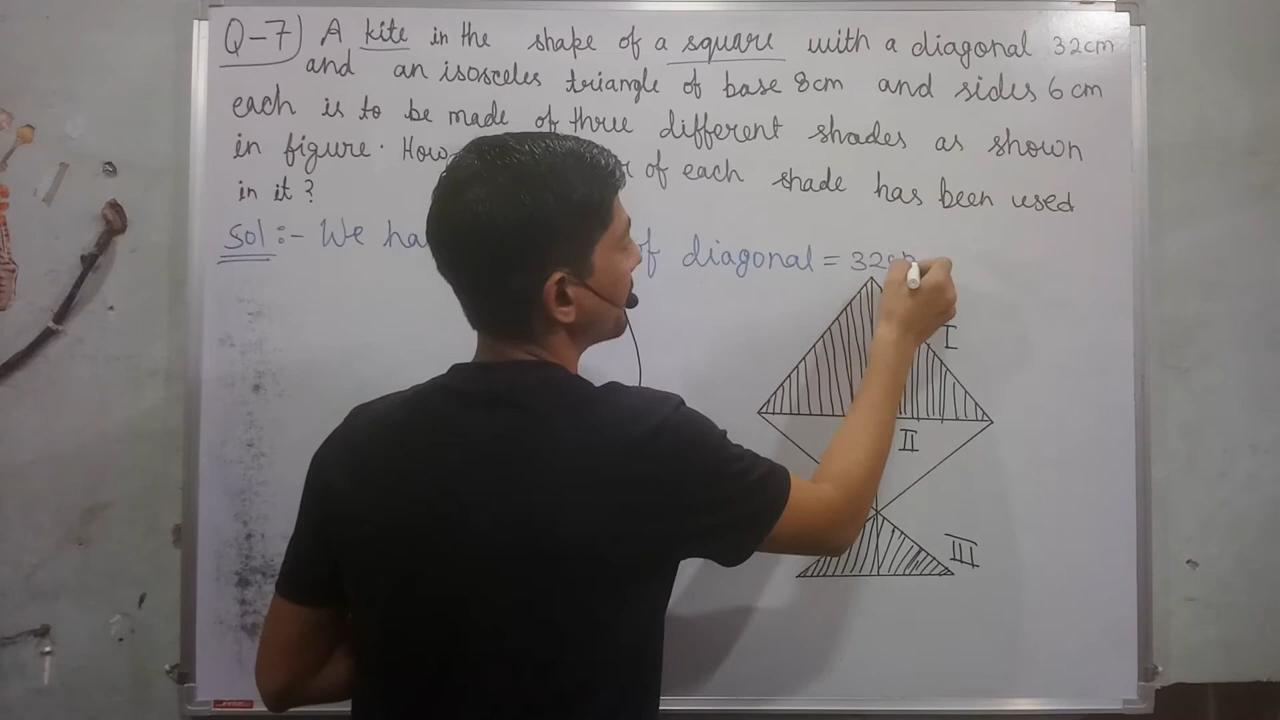 Q-7) A kite in the shape of a square with a diagonal 32cm
and an isosceles triangle of base 8cm and sides 6cm
each is to be made of three different shades as shown
in figure. How of each shade has been used
in it?
Sol:- We of diagonal = 32cm
I
II
III